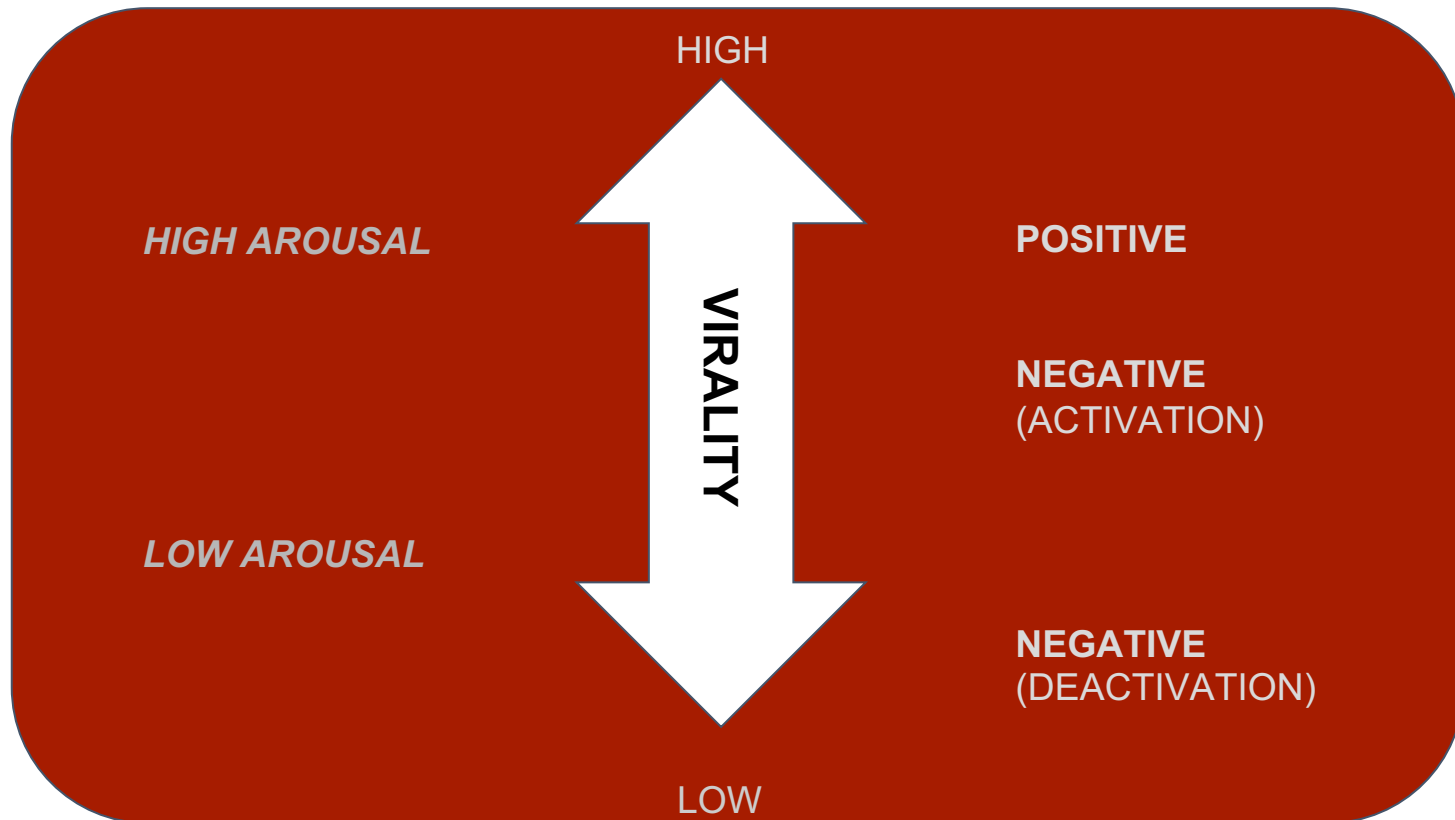 HIGH
HIGH AROUSAL
POSITIVE
VIRALITY
NEGATIVE
(ACTIVATION)
LOW AROUSAL
NEGATIVE
(DEACTIVATION)
LOW